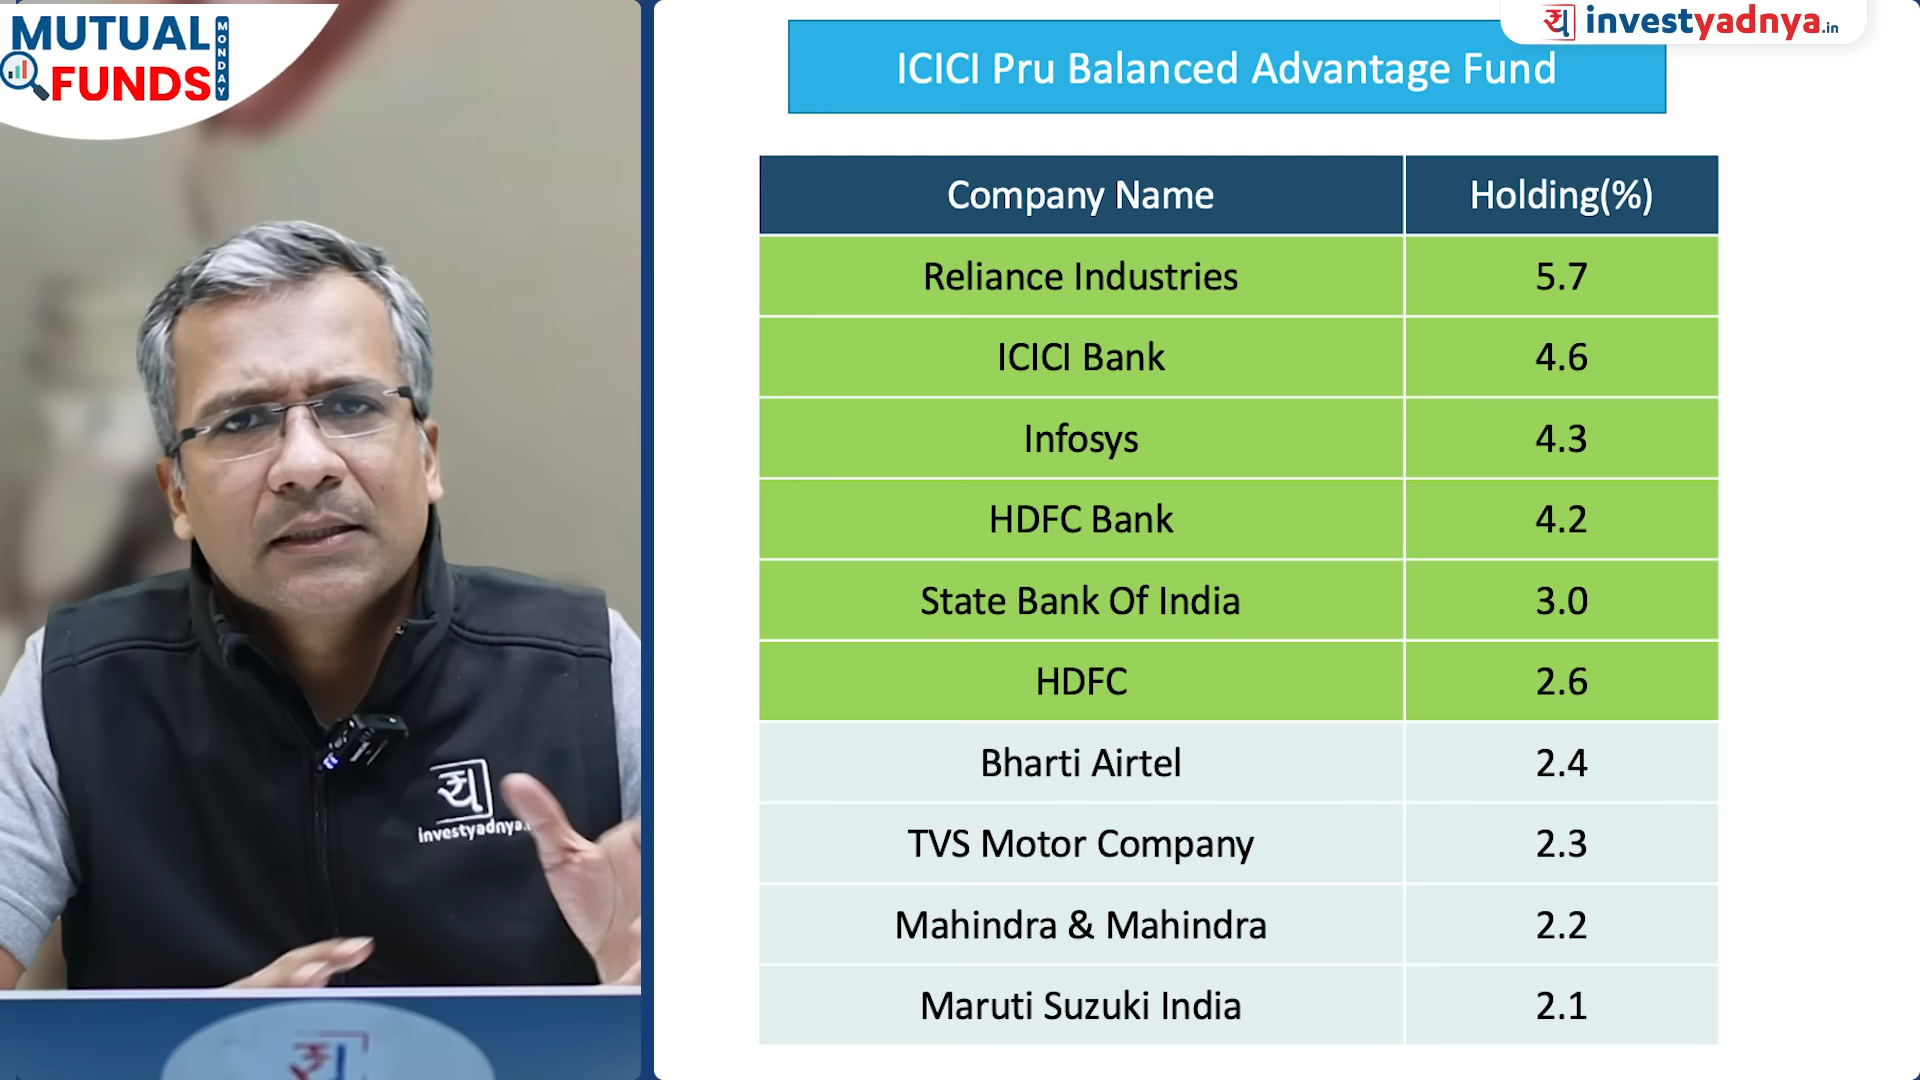 MUTUAL
FUNDS
MONDAY
investyadnya.in
ICICI Pru Balanced Advantage Fund
Company Name Holding(%)
Reliance Industries 5.7
ICICI Bank 4.6
Infosys 4.3
HDFC Bank 4.2
State Bank Of India 3.0
HDFC 2.6
Bharti Airtel 2.4
TVS Motor Company 2.3
Mahindra & Mahindra 2.2
Maruti Suzuki India 2.1
investyadnya.